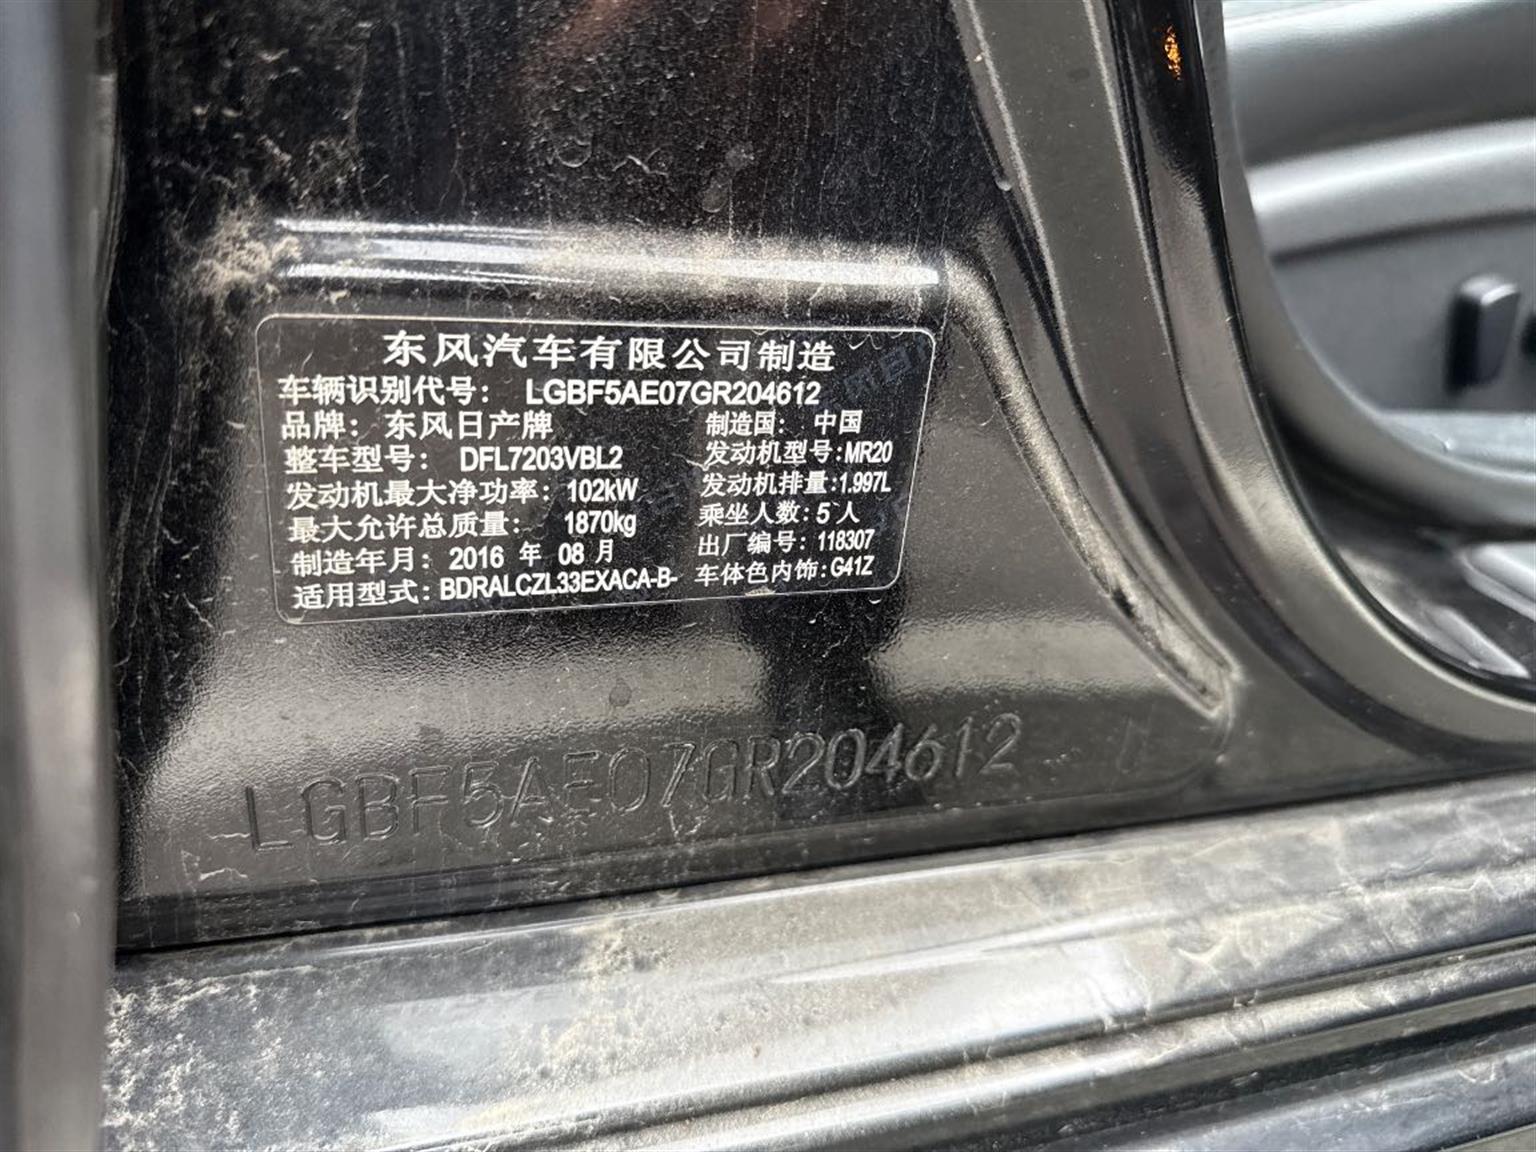 东风汽车有限公司制造
车辆识别代号： LGBF5AE07GR204612
品牌：东风日产牌 制造国：中国
整车型号： DFL7203VBL2 发动机型号：MR20
发动机最大净功率：102kW 发动机排量：1.997L
最大允许总质量： 1870kg 乘坐人数：5人
制造年月：2016 年 08 月 出厂编号：118307
适用型式：BDRALCZL33EXACA-B- 车体色内饰：G41Z
LGBF5AE07GR204612